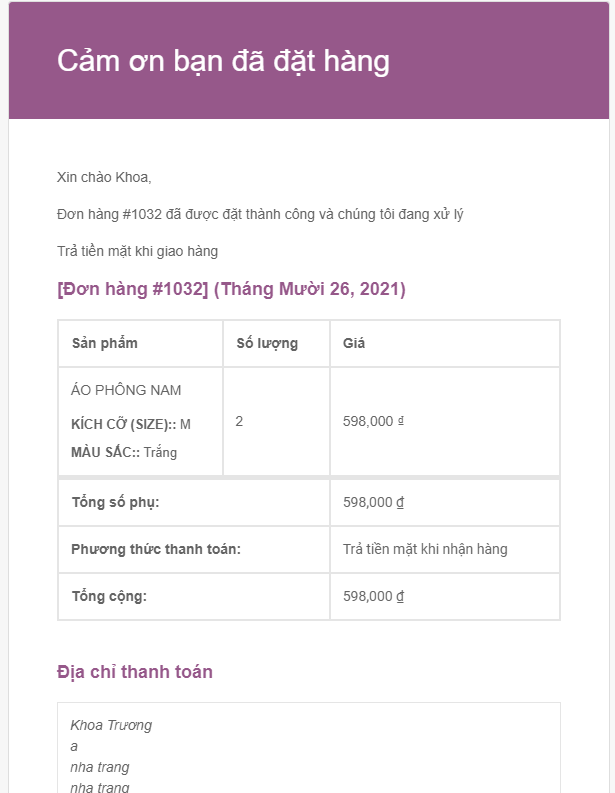 Cảm ơn bạn đã đặt hàng
Xin chào Khoa,
Đơn hàng #1032 đã được đặt thành công và chúng tôi đang xử lý
Trả tiền mặt khi giao hàng
[Đơn hàng #1032] (Tháng Mười 26, 2021)
Sản phẩm Số lượng Giá
ÁO PHÔNG NAM
KÍCH CỠ (SIZE):: M
2 598,000 ₫
MÀU SẮC:: Trắng
Tổng số phụ: 598,000 ₫
Phương thức thanh toán: Trả tiền mặt khi nhận hàng
Tổng cộng: 598,000 ₫
Địa chỉ thanh toán
Khoa Trương
a
nha trang
nha trang